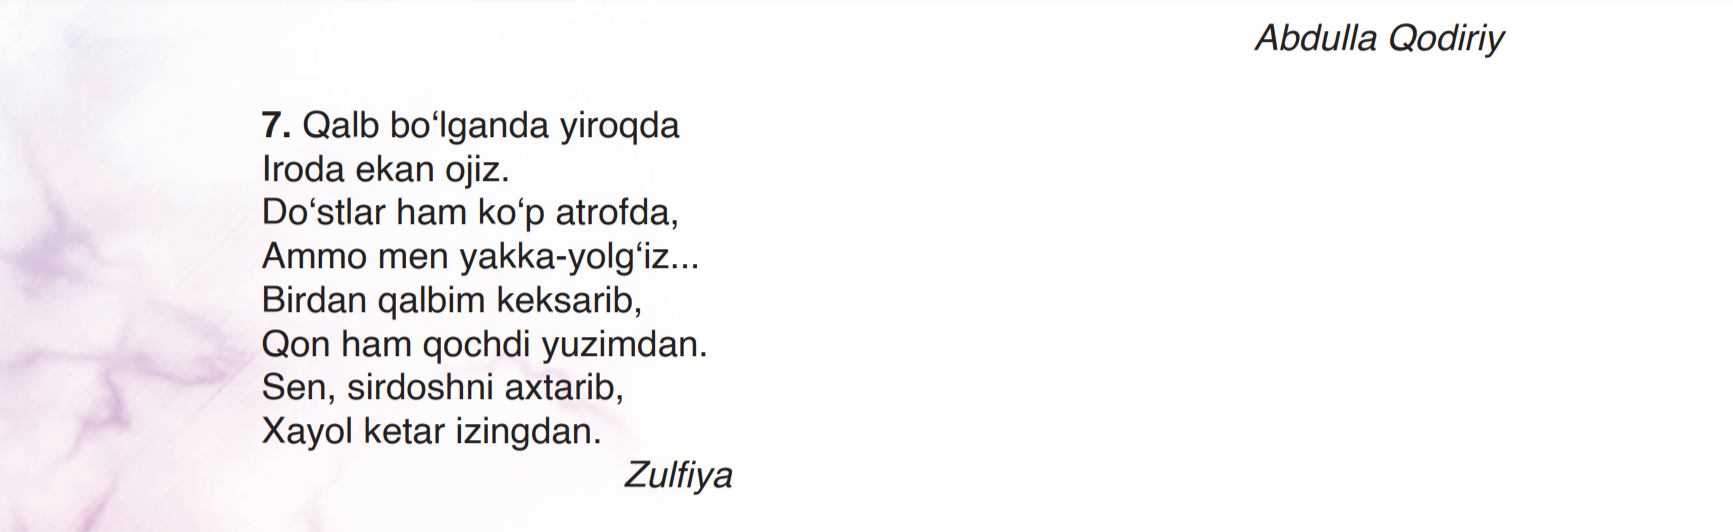 Abdulla Qodiriy
7. Qalb bo‘lganda yiroqda
Iroda ekan ojiz.
Do‘stlar ham ko‘p atrofda,
Ammo men yakka-yolg‘iz...
Birdan qalbim keksarib,
Qon ham qochdi yuzimdan.
Sen, sirdoshni axtarib,
Xayol ketar izingdan.
Zulfiya